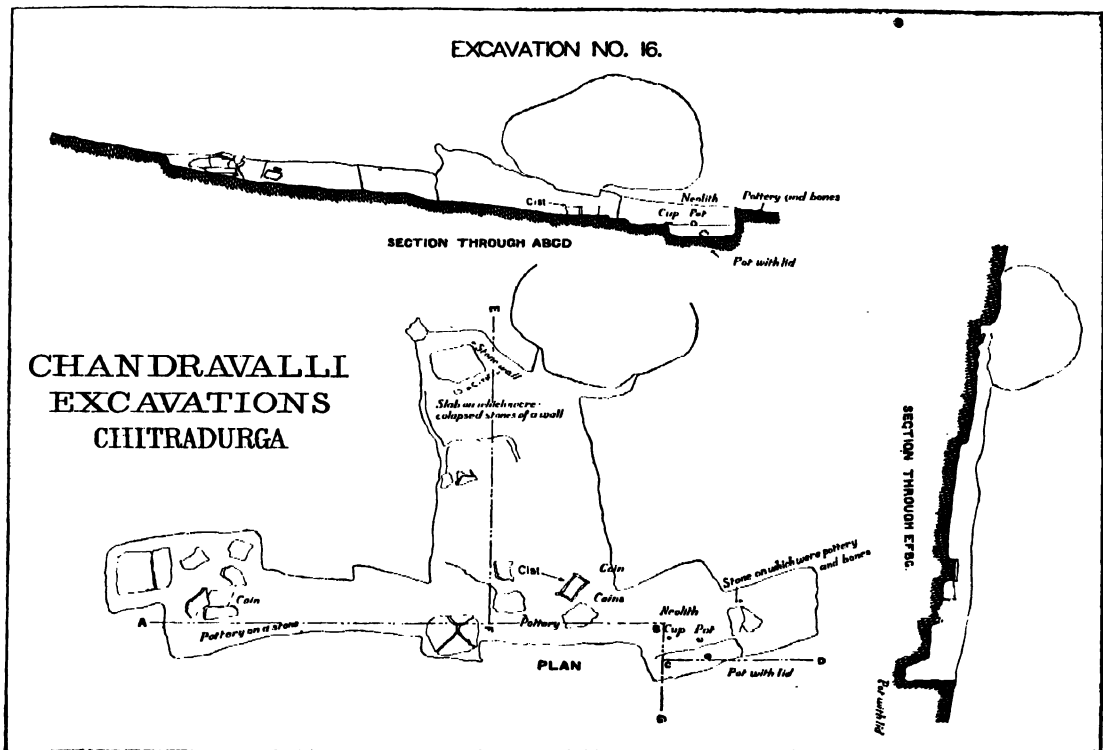 EXCAVATION NO. 16.
Cist
Neolith
Pottery and bones
Cup Pot
SECTION THROUGH ABCD
Pot with lid
CHANDRAVALLI
EXCAVATIONS
CHITRADURGA
E
Stone wall
Slab on which were
colapsed stones of a wall
SECTION THROUGH EFBG.
Cist
Coin
Stone on which were pottery
and bones
Coin
Coins
Neolith
A
Pottery on a stone
F
Pottery
B
Cup Pot
PLAN
C
D
Pot with lid
G
Pot with lid